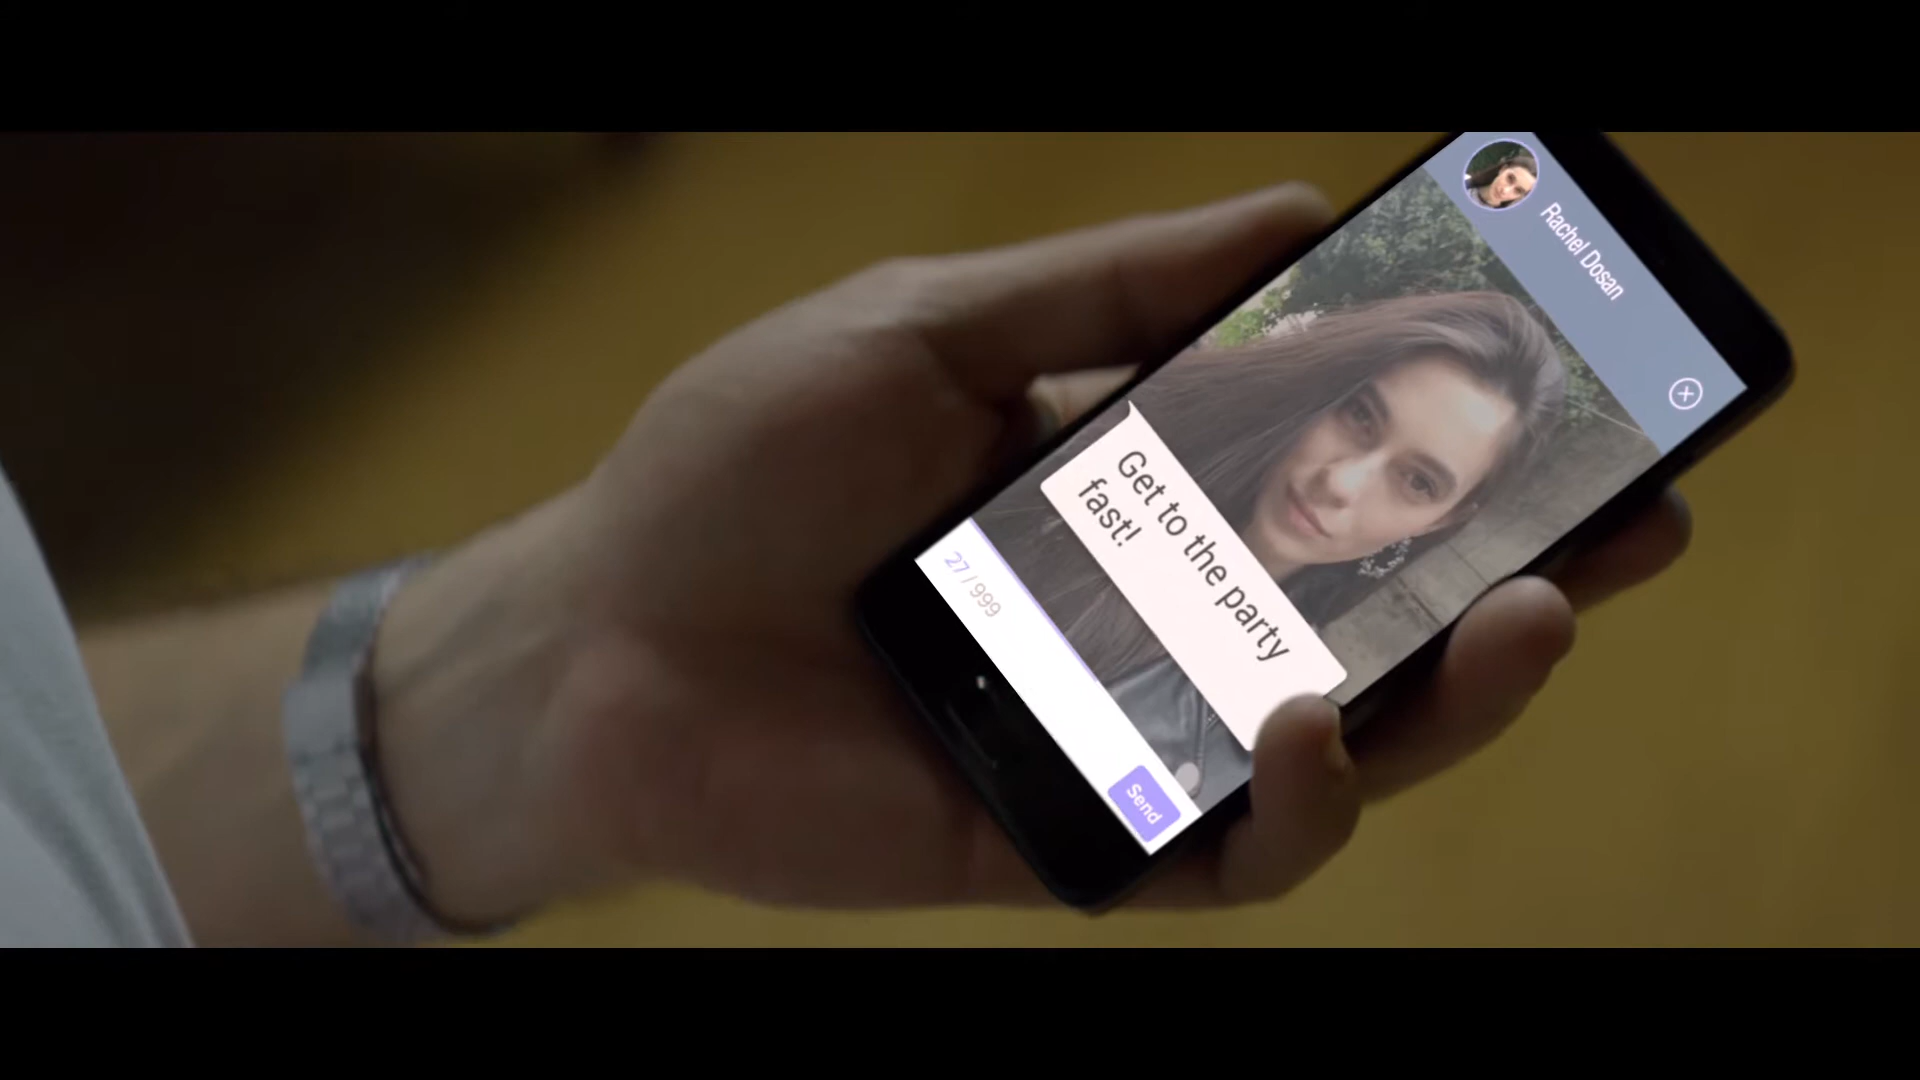 Rachel Dosan
Get to the party
fast!
27 / 999
Send